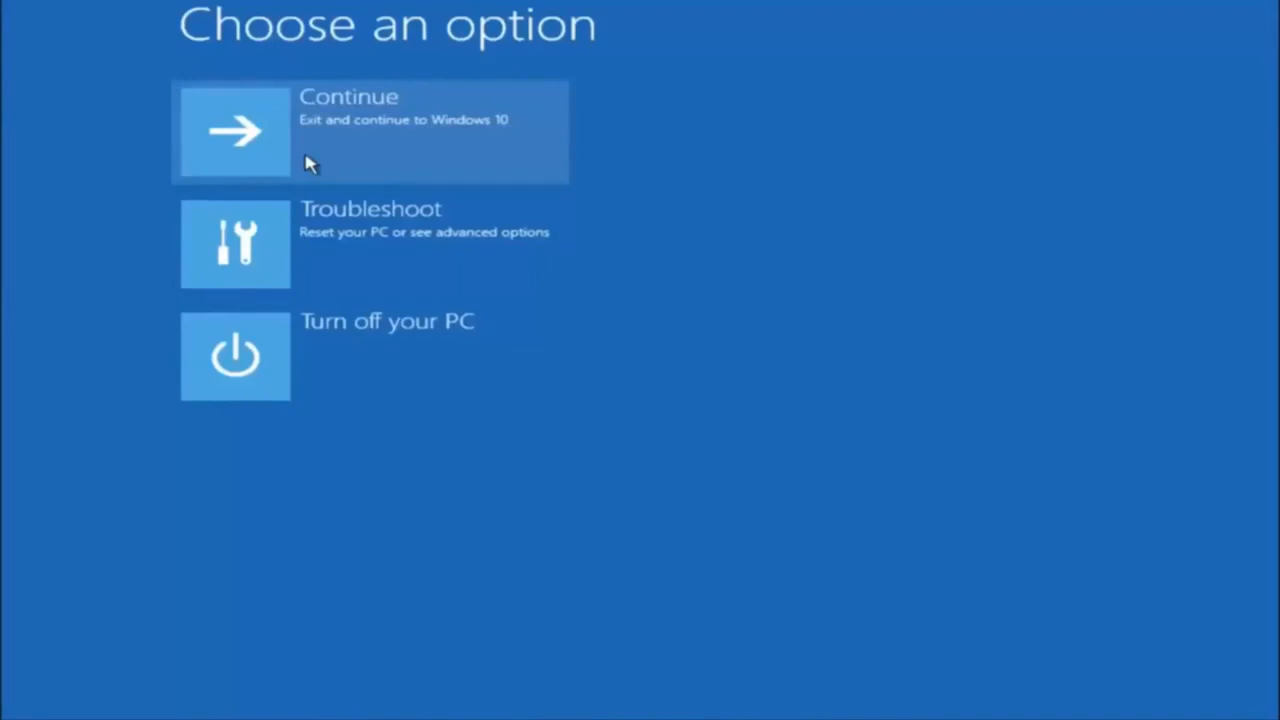 Choose an option
Continue
Exit and continue to Windows 10
Troubleshoot
Reset your PC or see advanced options
Turn off your PC